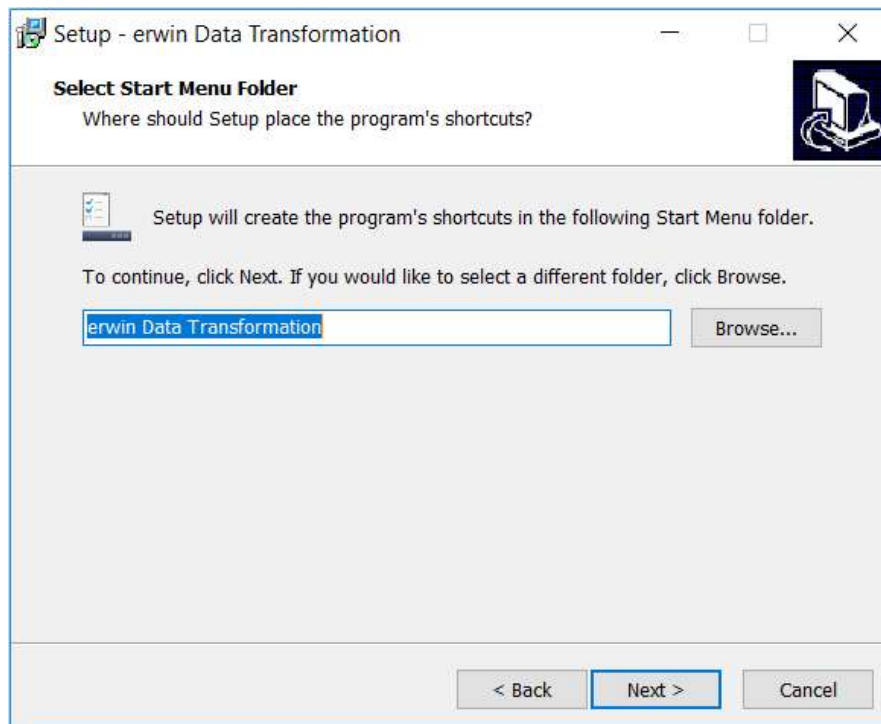 Setup - erwin Data Transformation
Select Start Menu Folder
Where should Setup place the program's shortcuts?
Setup will create the program's shortcuts in the following Start Menu folder.
To continue, click Next. If you would like to select a different folder, click Browse.
erwin Data Transformation
Browse...
< Back
Next >
Cancel